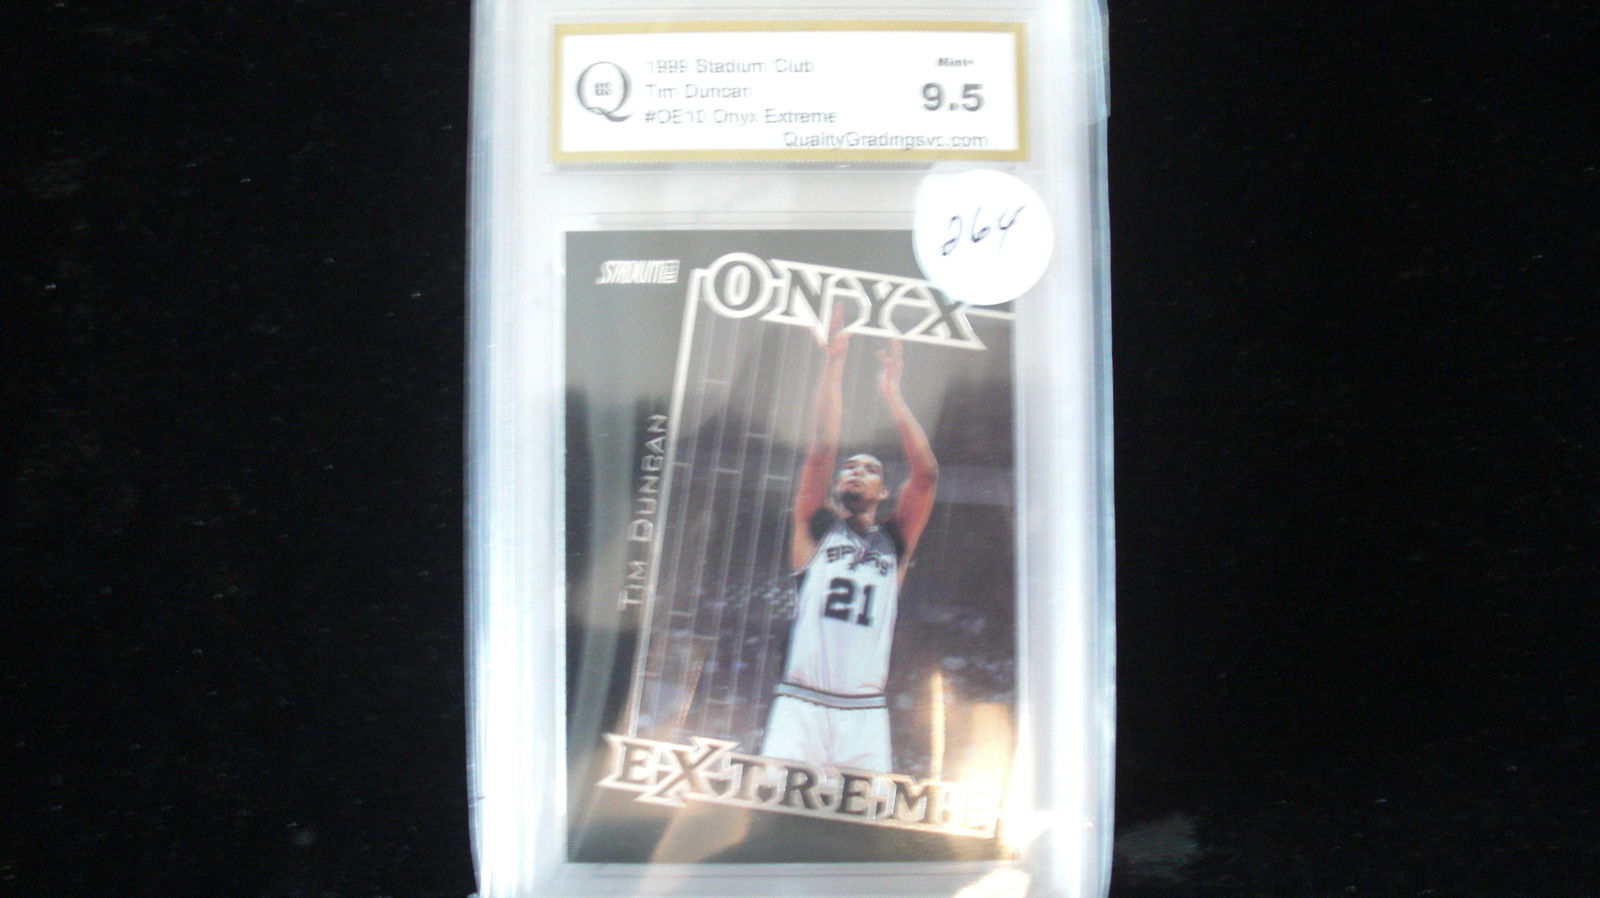 QGS
1999 Stadium Club
Mint+
Tim Duncan
9.5
#OE10 Onyx Extreme
QualityGradingsvc.com
264
STADIUM
ONYX
TIM DUNCAN
SPURS
21
EXTREME